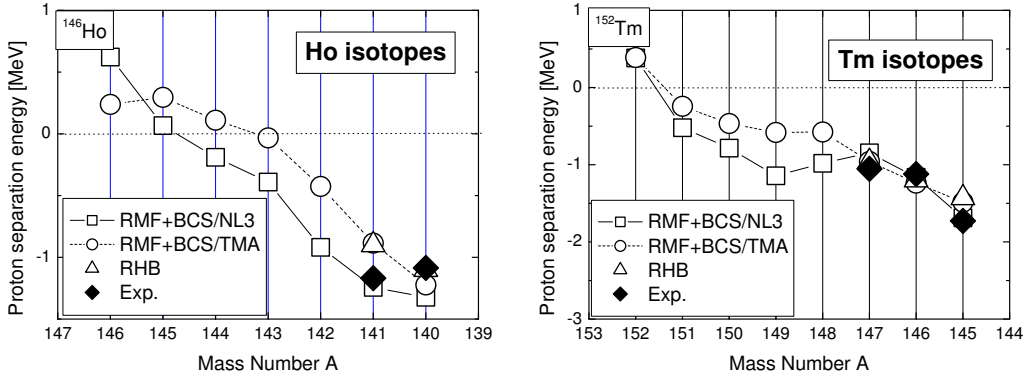 ¹⁴⁶Ho
Ho isotopes
Proton separation energy [MeV]
1
0
-1
RMF+BCS/NL3
RMF+BCS/TMA
RHB
Exp.
147 146 145 144 143 142 141 140 139
Mass Number A
¹⁵²Tm
Tm isotopes
Proton separation energy [MeV]
1
0
-1
-2
-3
RMF+BCS/NL3
RMF+BCS/TMA
RHB
Exp.
153 152 151 150 149 148 147 146 145 144
Mass Number A